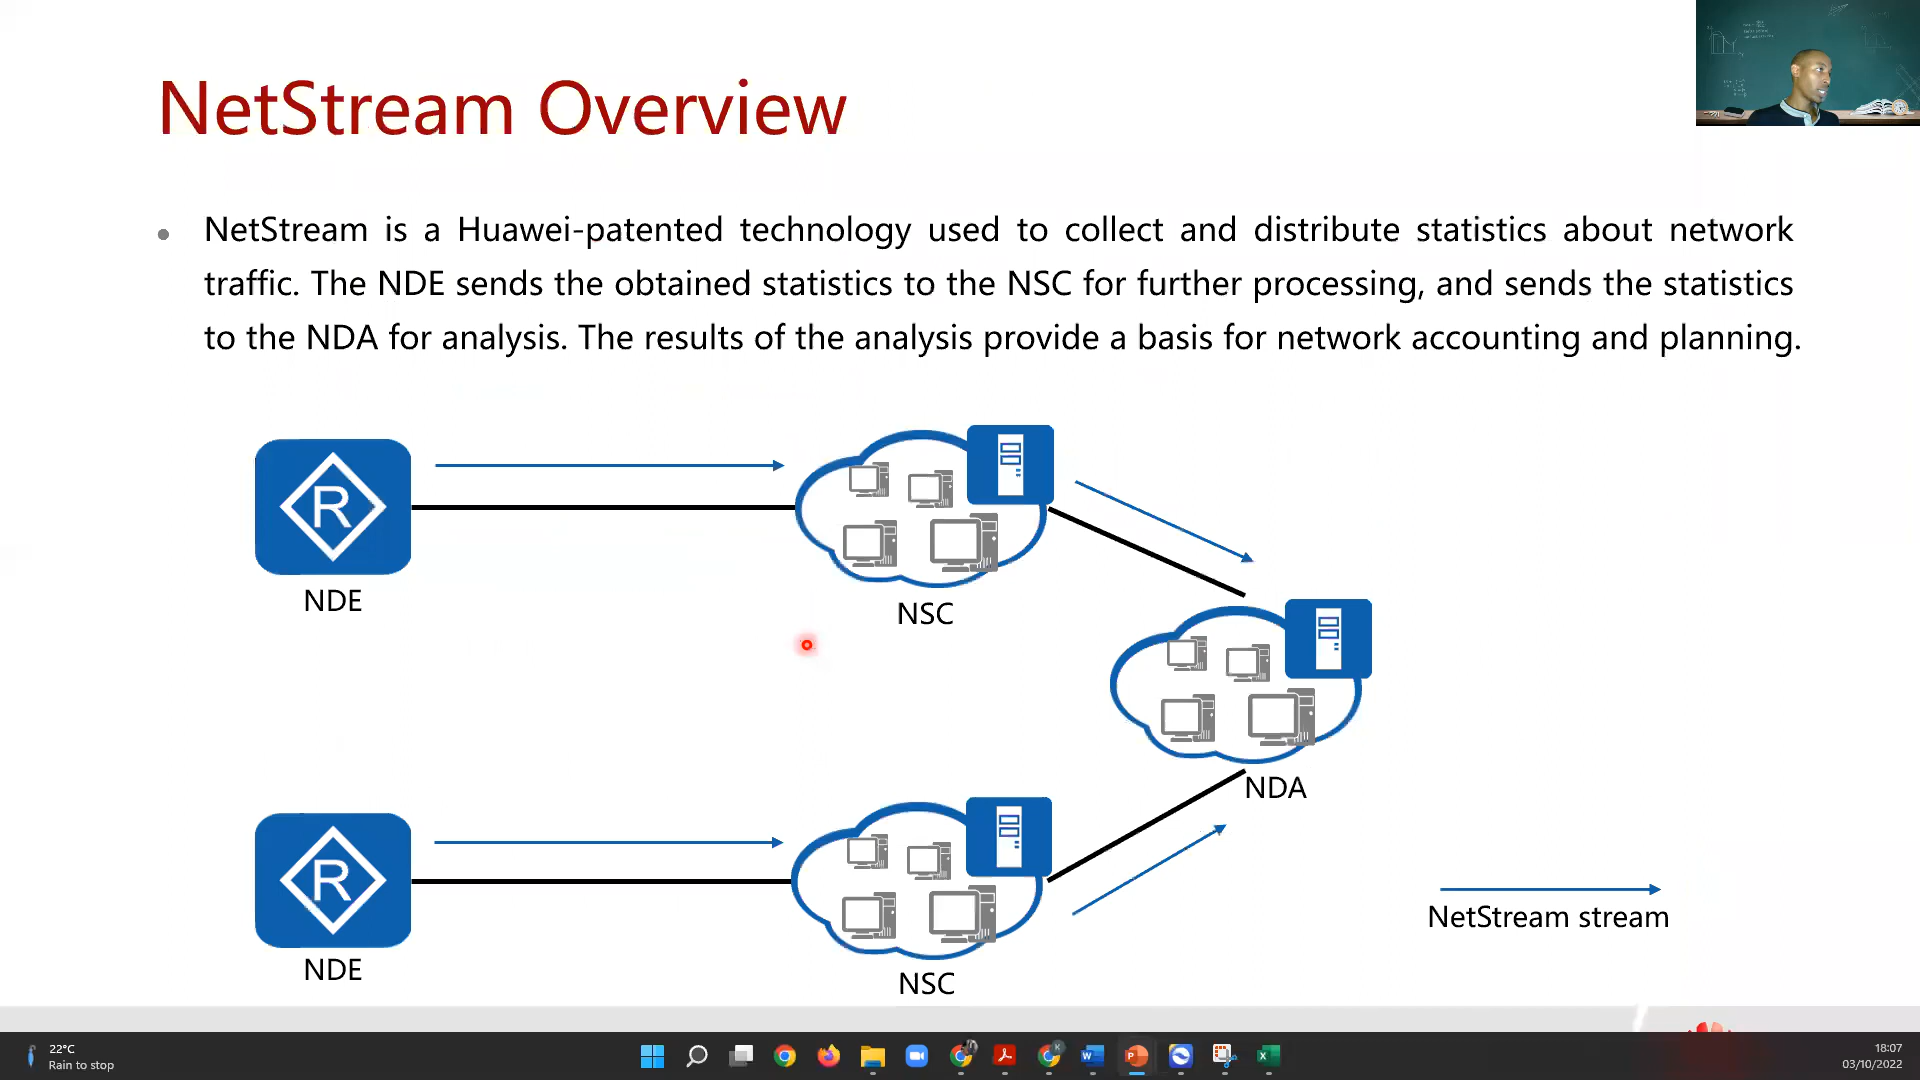 NetStream Overview
NetStream is a Huawei-patented technology used to collect and distribute statistics about network
traffic. The NDE sends the obtained statistics to the NSC for further processing, and sends the statistics
to the NDA for analysis. The results of the analysis provide a basis for network accounting and planning.
R
NDE
NSC
NDA
R
NDE
NSC
NetStream stream
22°C
Rain to stop
18:07
03/10/2022